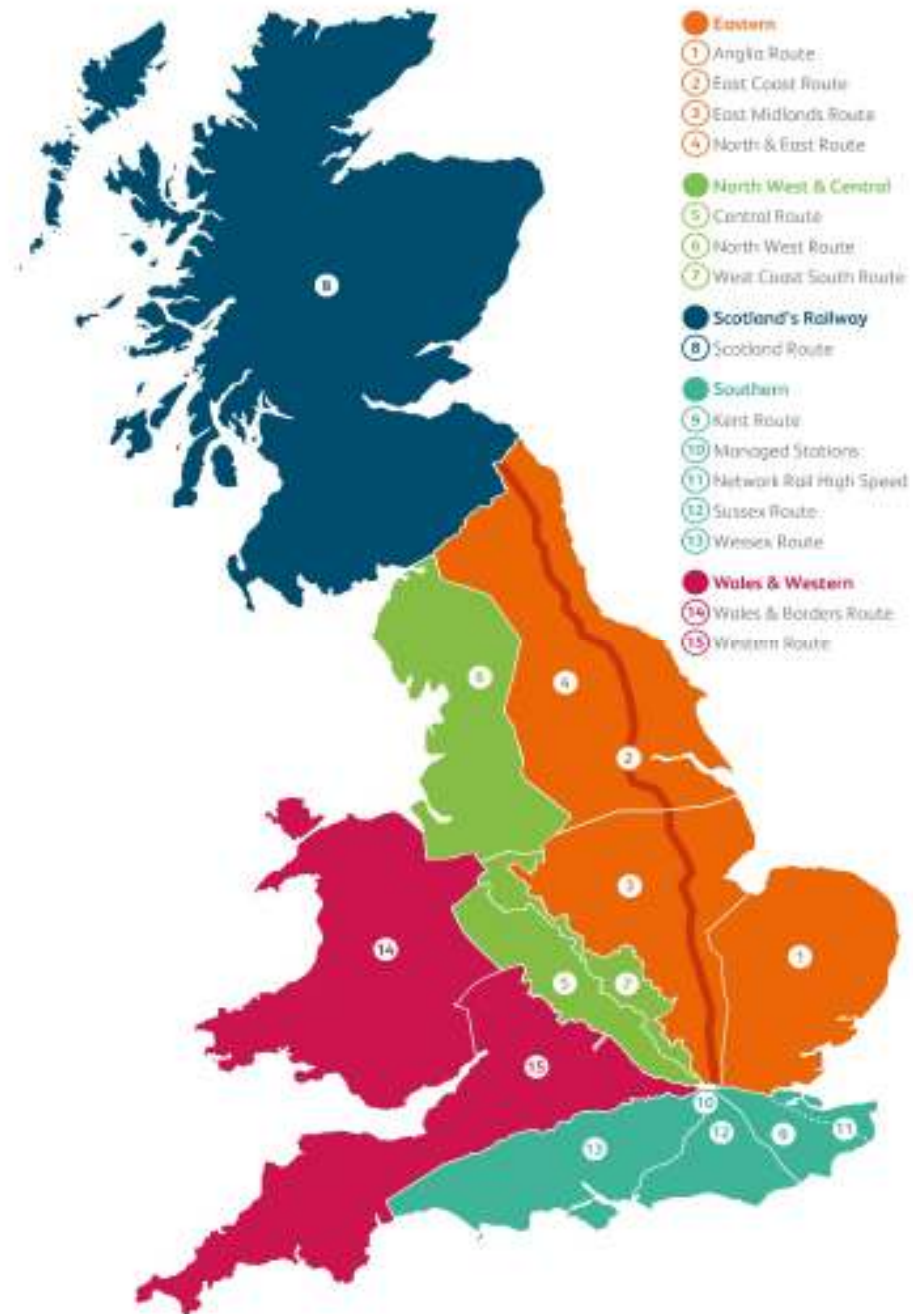 Eastern
1 Anglia Route
2 East Coast Route
3 East Midlands Route
4 North & East Route
North West & Central
5 Central Route
6 North West Route
7 West Coast South Route
Scotland's Railway
8 Scotland Route
Southern
9 Kent Route
10 Managed Stations
11 Network Rail High Speed
12 Sussex Route
13 Wessex Route
Wales & Western
14 Wales & Borders Route
15 Western Route
8
6
4
2
3
14
5
7
1
15
10
13
12
9
11